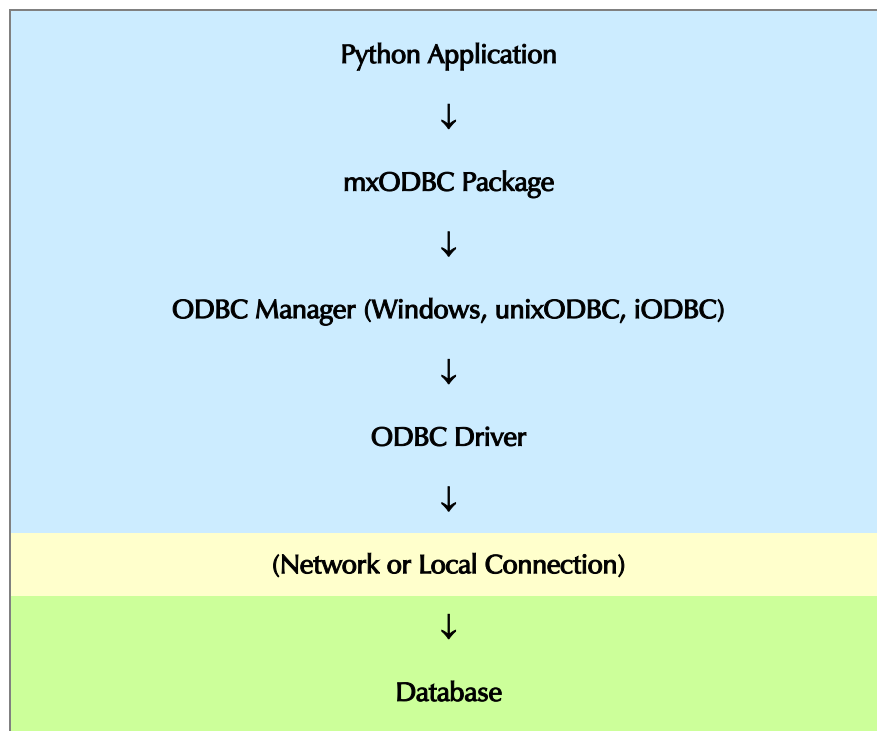 Python Application
↓
mxODBC Package
↓
ODBC Manager (Windows, unixODBC, iODBC)
↓
ODBC Driver
↓
(Network or Local Connection)
↓
Database